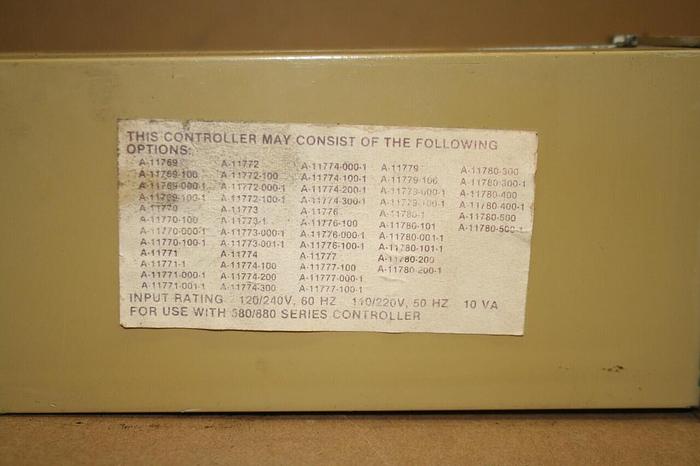 THIS CONTROLLER MAY CONSIST OF THE FOLLOWING
OPTIONS:
A-11769 A-11772 A-11774-000-1 A-11779 A-11780-300
A-11769-100 A-11772-100 A-11774-100-1 A-11779-100 A-11780-300-1
A-11769-000-1 A-11772-000-1 A-11774-200-1 A-11779-000-1 A-11780-400
A-11769-100-1 A-11772-100-1 A-11774-300-1 A-11779-100-1 A-11780-400-1
A-11770 A-11773 A-11776 A-11780-1 A-11780-500
A-11770-100 A-11773-1 A-11776-100 A-11780-101 A-11780-500-1
A-11770-000-1 A-11773-000-1 A-11776-000-1 A-11780-001-1
A-11770-100-1 A-11773-001-1 A-11776-100-1 A-11780-101-1
A-11771 A-11774 A-11777 A-11780-200
A-11771-1 A-11774-100 A-11777-100 A-11780-200-1
A-11771-000-1 A-11774-200 A-11777-000-1
A-11771-001-1 A-11774-300 A-11777-100-1
INPUT RATING 120/240V, 60 HZ 110/220V, 50 HZ 10 VA
FOR USE WITH 580/680 SERIES CONTROLLER